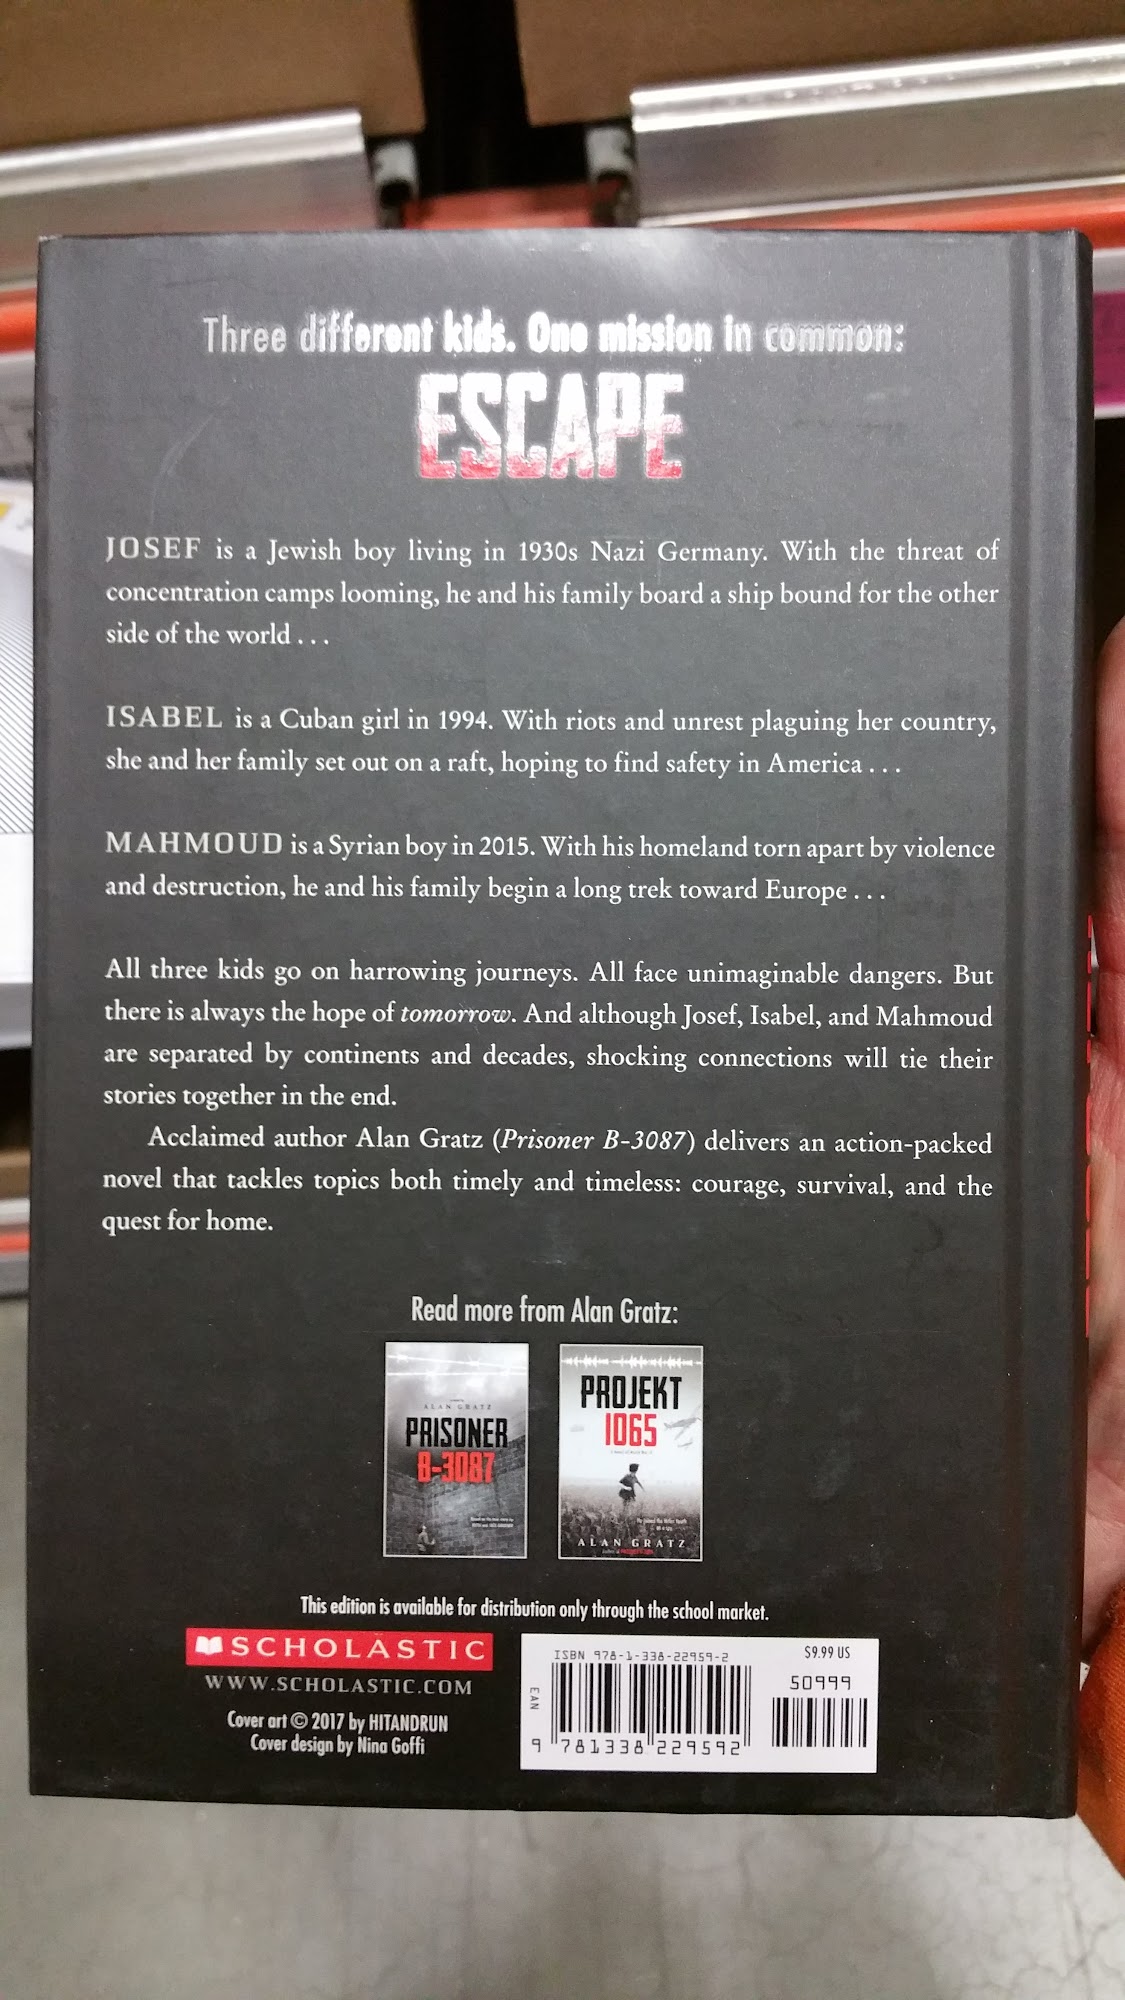 Three different kids. One mission in common:
ESCAPE
JOSEF is a Jewish boy living in 1930s Nazi Germany. With the threat of
concentration camps looming, he and his family board a ship bound for the other
side of the world . . .
ISABEL is a Cuban girl in 1994. With riots and unrest plaguing her country,
she and her family set out on a raft, hoping to find safety in America . . .
MAHMOUD is a Syrian boy in 2015. With his homeland torn apart by violence
and destruction, he and his family begin a long trek toward Europe . . .
All three kids go on harrowing journeys. All face unimaginable dangers. But
there is always the hope of tomorrow. And although Josef, Isabel, and Mahmoud
are separated by continents and decades, shocking connections will tie their
stories together in the end.
Acclaimed author Alan Gratz (Prisoner B-3087) delivers an action-packed
novel that tackles topics both timely and timeless: courage, survival, and the
quest for home.
Read more from Alan Gratz:
ALAN GRATZ
PRISONER
B-3087
PROJEKT
1065
ALAN GRATZ
This edition is available for distribution only through the school market.
SCHOLASTIC
WWW.SCHOLASTIC.COM
Cover art © 2017 by HITANDRUN
Cover design by Nina Goffi
ISBN 978-1-338-22959-2
$9.99 US
50999
EAN
9 781338 229592